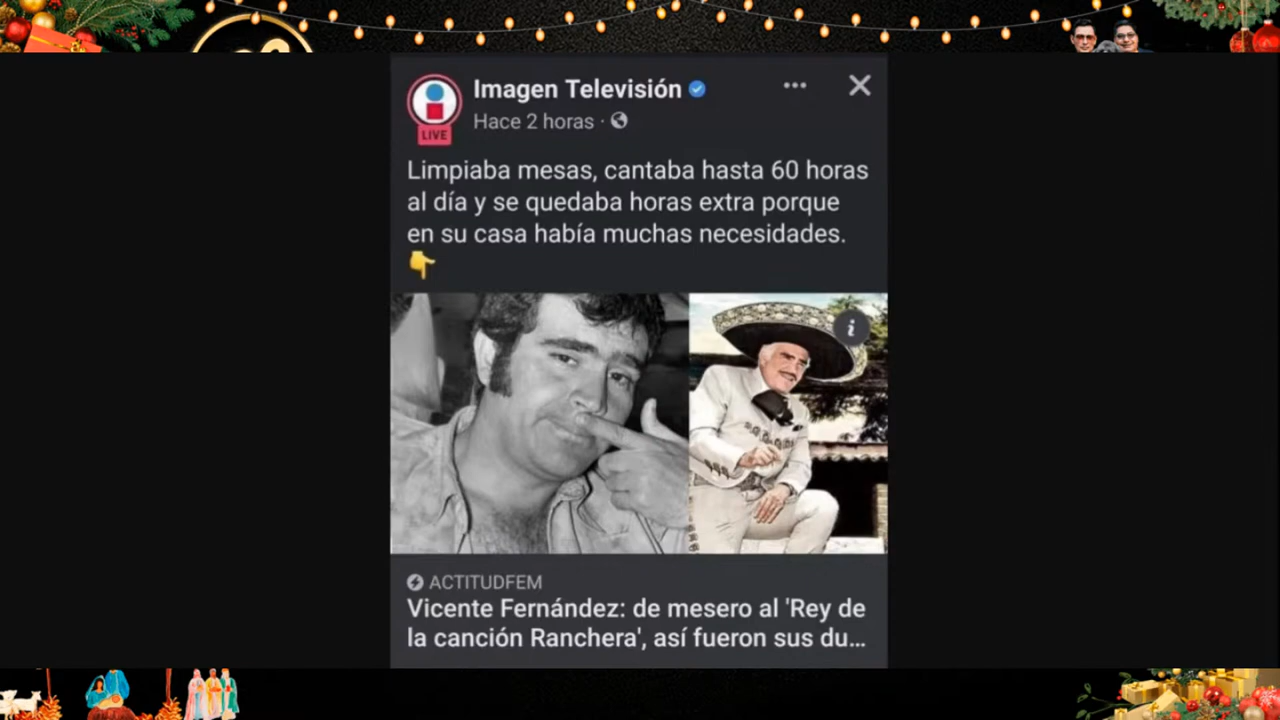 Imagen Televisión
Hace 2 horas ·
LIVE
Limpiaba mesas, cantaba hasta 60 horas
al día y se quedaba horas extra porque
en su casa había muchas necesidades.
ACTITUDFEM
Vicente Fernández: de mesero al 'Rey de
la canción Ranchera', así fueron sus du...